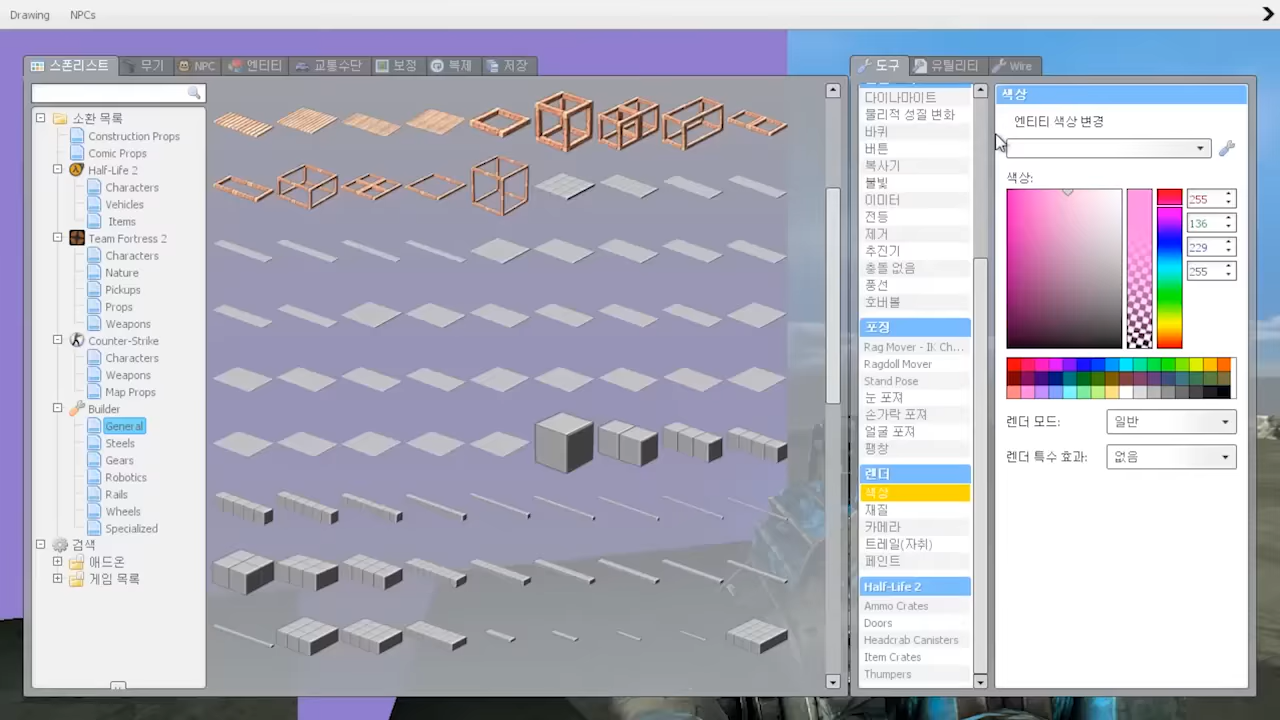 Drawing
NPCs
스폰리스트
무기
NPC
엔티티
교통수단
보정
복제
저장
도구
유틸리티
Wire
소환 목록
Construction Props
Comic Props
Half-Life 2
Characters
Vehicles
Items
Team Fortress 2
Characters
Nature
Pickups
Props
Weapons
Counter-Strike
Characters
Weapons
Map Props
Builder
General
Steels
Gears
Robotics
Rails
Wheels
Specialized
검색
애드온
게임 목록
다이나마이트
물리적 성질 변화
바퀴
버튼
복사기
불빛
이미터
전등
제거
추진기
충돌 없음
풍선
호버볼
포징
Rag Mover - IK Ch...
Ragdoll Mover
Stand Pose
눈 포져
손가락 포져
얼굴 포져
팽창
렌더
색상
재질
카메라
트레일(자취)
페인트
Half-Life 2
Ammo Crates
Doors
Headcrab Canisters
Item Crates
Thumpers
색상
엔티티 색상 변경
색상:
255
136
229
255
렌더 모드:
일반
렌더 특수 효과:
없음